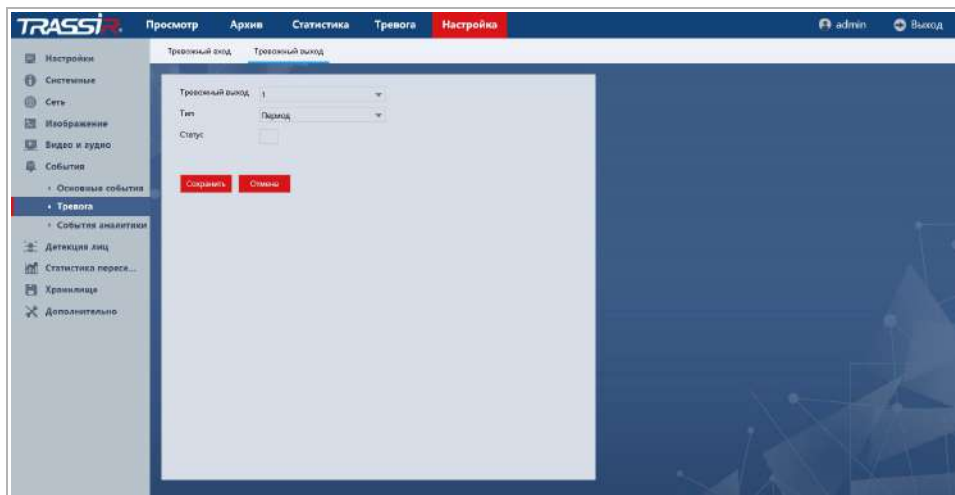 TRASSIR Просмотр Архив Статистика Тревога Настройка admin Выход
Тревожный вход Тревожный выход
Настройки
Системные
Сеть
Изображение
Видео и аудио
События
Основные события
Тревога
События аналитики
Детекция лиц
Статистика пересе...
Хранилище
Дополнительно
Тревожный выход 1
Тип Период
Статус
Сохранить Отмена